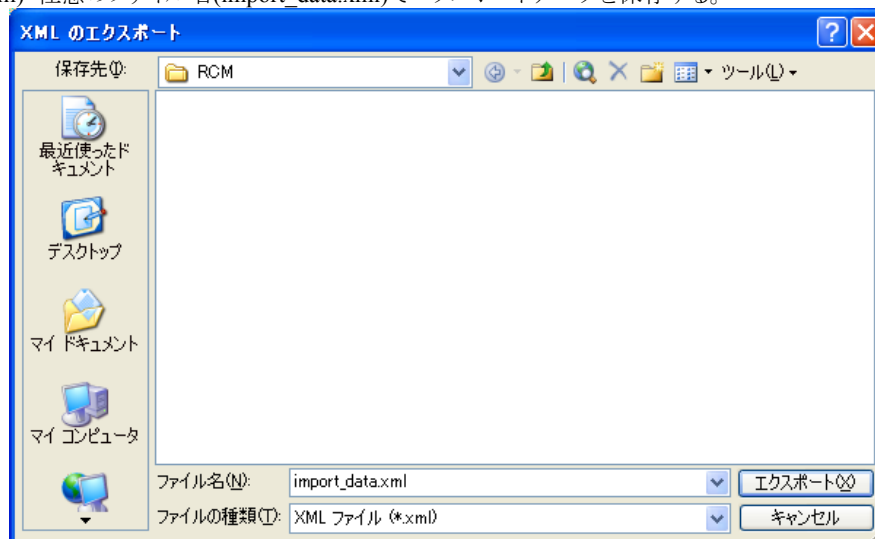 XML のエクスポート
保存先(I):
RCM
ツール(L)
最近使ったド
キュメント
デスクトップ
マイ ドキュメント
マイ コンピュータ
ファイル名(N):
import_data.xml
エクスポート(X)
ファイルの種類(T):
XML ファイル (*.xml)
キャンセル